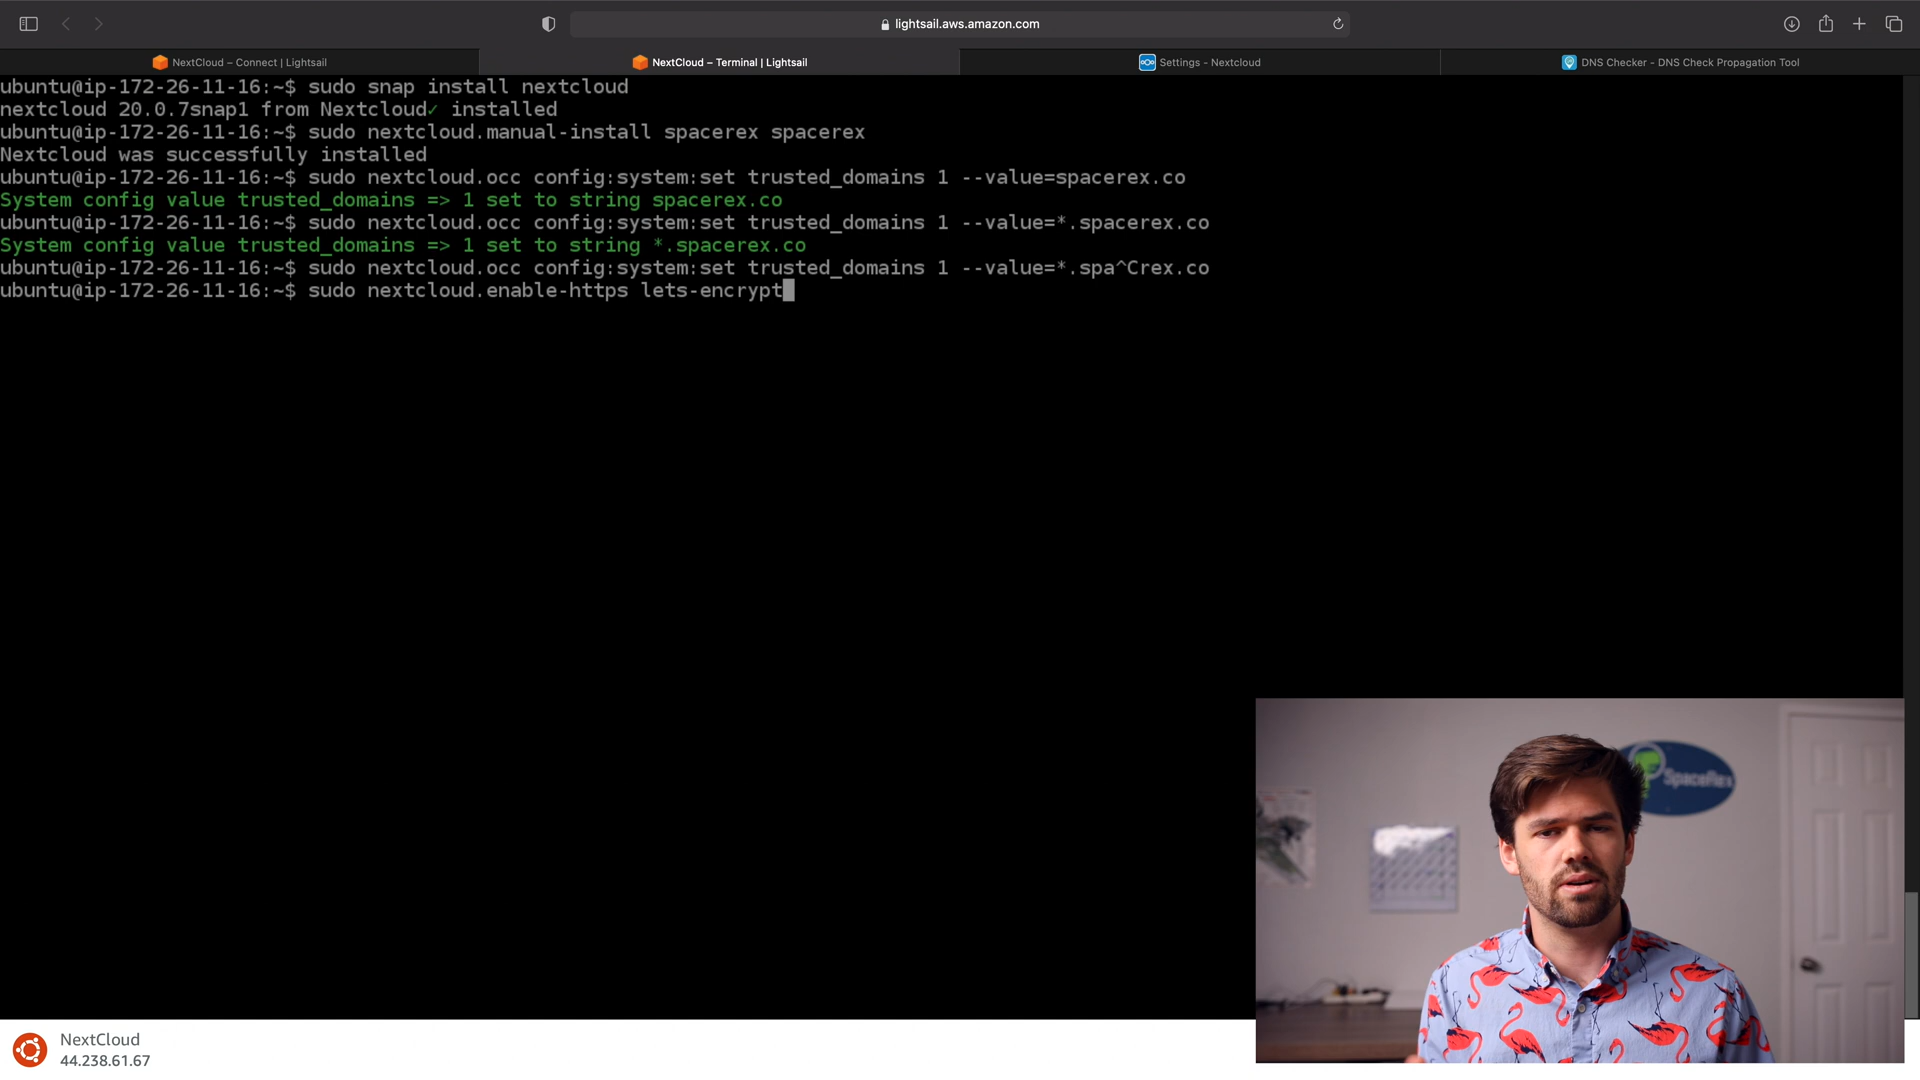 lightsail.aws.amazon.com
NextCloud – Connect | Lightsail
NextCloud – Terminal | Lightsail
Settings - Nextcloud
DNS Checker - DNS Check Propagation Tool
ubuntu@ip-172-26-11-16:~$ sudo snap install nextcloud
nextcloud 20.0.7snap1 from Nextcloud✓ installed
ubuntu@ip-172-26-11-16:~$ sudo nextcloud.manual-install spacerex spacerex
Nextcloud was successfully installed
ubuntu@ip-172-26-11-16:~$ sudo nextcloud.occ config:system:set trusted_domains 1 --value=spacerex.co
System config value trusted_domains => 1 set to string spacerex.co
ubuntu@ip-172-26-11-16:~$ sudo nextcloud.occ config:system:set trusted_domains 1 --value=*.spacerex.co
System config value trusted_domains => 1 set to string *.spacerex.co
ubuntu@ip-172-26-11-16:~$ sudo nextcloud.occ config:system:set trusted_domains 1 --value=*.spa^Crex.co
ubuntu@ip-172-26-11-16:~$ sudo nextcloud.enable-https lets-encrypt
SpaceRex
NextCloud
44.238.61.67